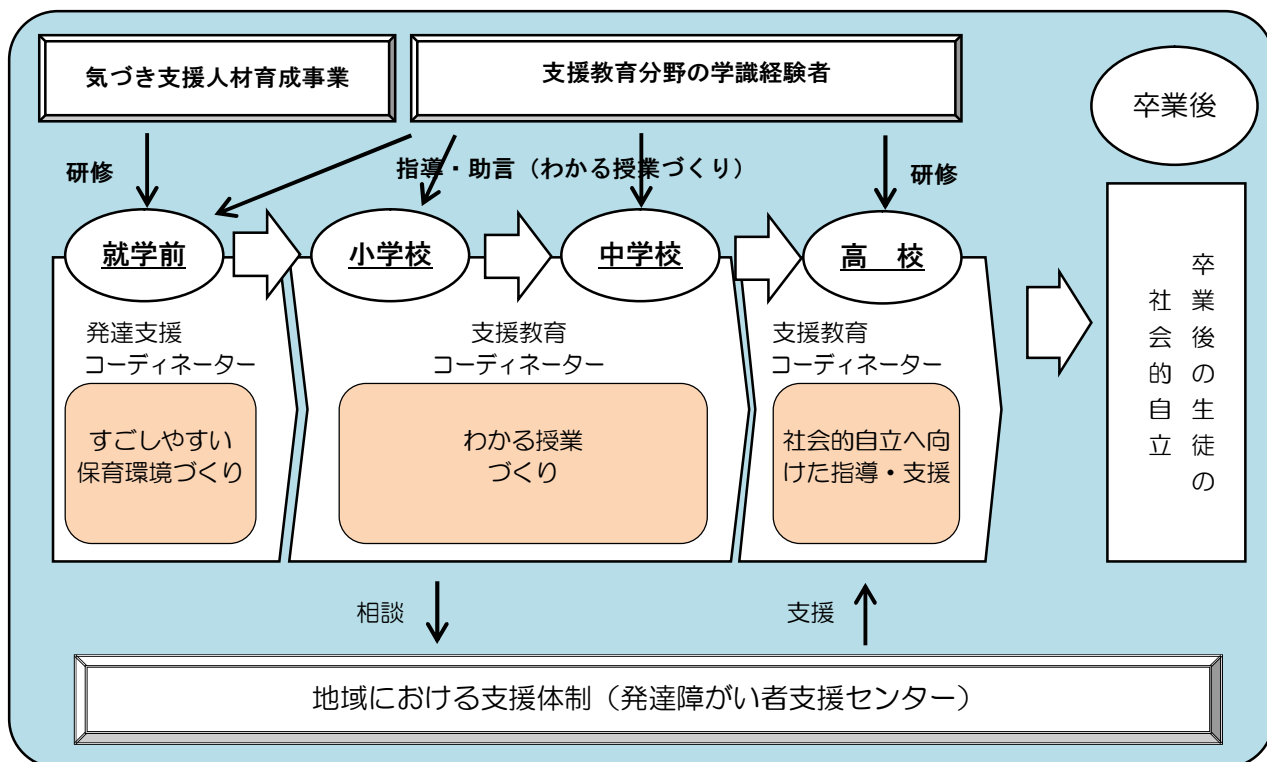 気づき支援人材育成事業
支援教育分野の学識経験者
卒業後
研修
指導・助言（わかる授業づくり）
研修
就学前
小学校
中学校
高　校
発達支援
コーディネーター
支援教育
コーディネーター
支援教育
コーディネーター
すごしやすい
保育環境づくり
わかる授業
づくり
社会的自立へ向
けた指導・支援
卒業後の生徒の
社会的自立
相談
支援
地域における支援体制（発達障がい者支援センター）